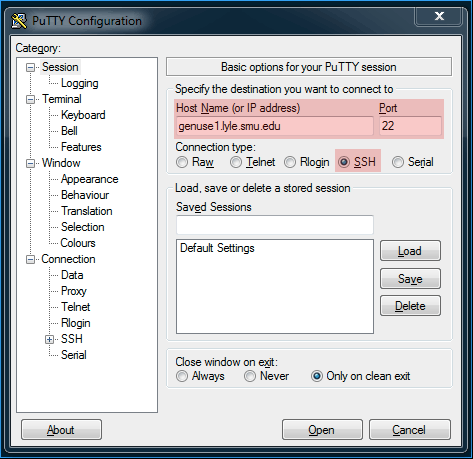 PuTTY Configuration
Category:
Session
Logging
Terminal
Keyboard
Bell
Features
Window
Appearance
Behaviour
Translation
Selection
Colours
Connection
Data
Proxy
Telnet
Rlogin
SSH
Serial
Basic options for your PuTTY session
Specify the destination you want to connect to
Host Name (or IP address) Port
genuse1.lyle.smu.edu 22
Connection type:
Raw Telnet Rlogin SSH Serial
Load, save or delete a stored session
Saved Sessions
Default Settings
Load
Save
Delete
Close window on exit:
Always Never Only on clean exit
About Open Cancel